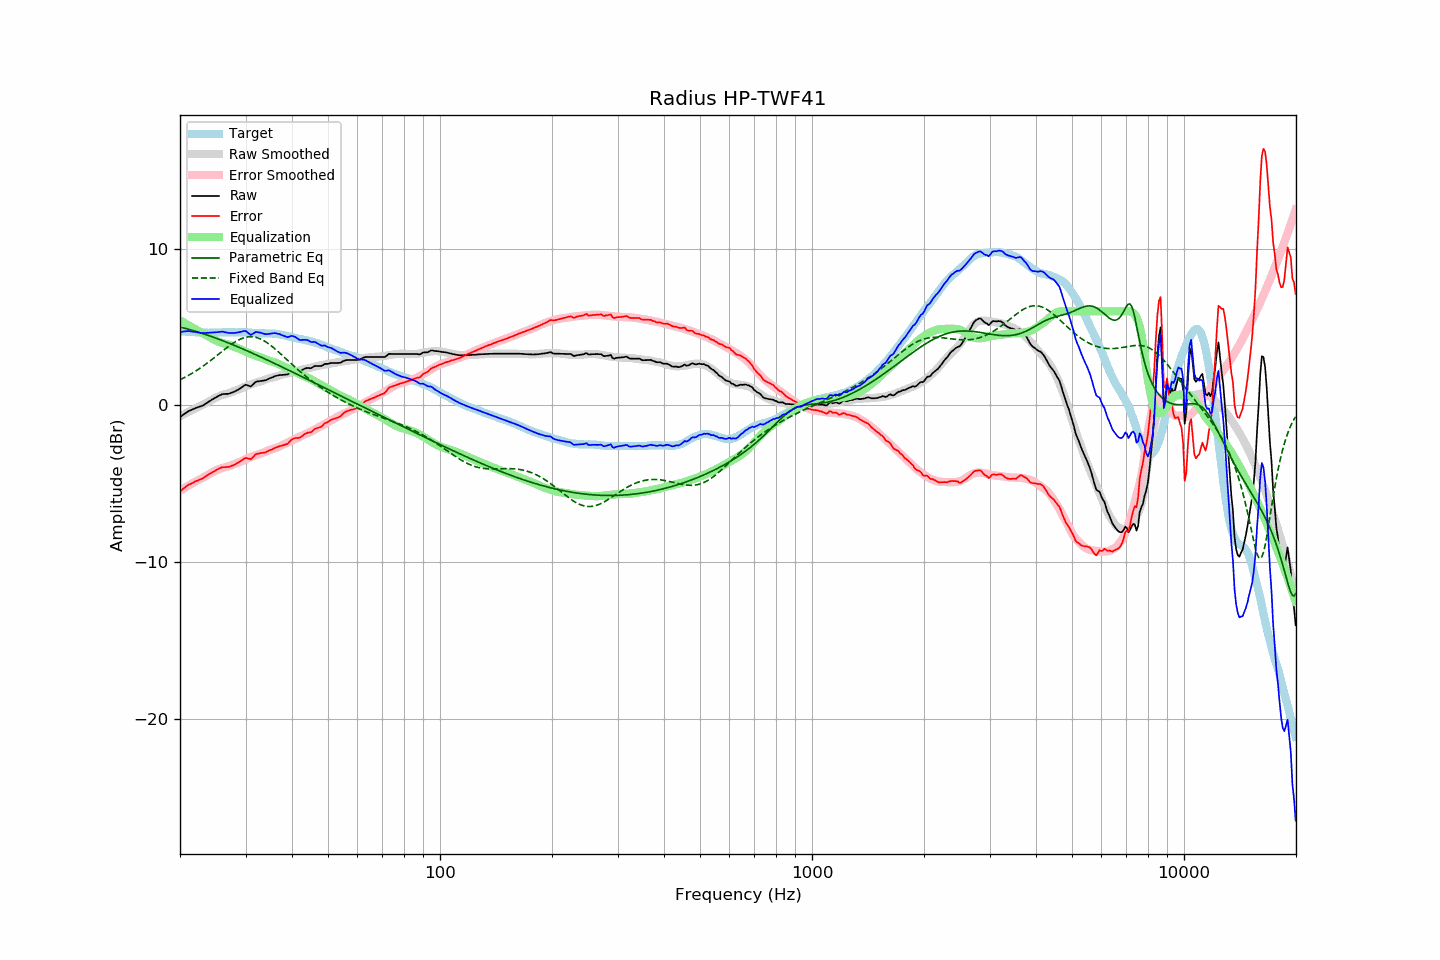 Radius HP-TWF41
Target
Raw Smoothed
Error Smoothed
Raw
Error
Equalization
Parametric Eq
Fixed Band Eq
Equalized
10
0
−10
−20
Amplitude (dBr)
100
1000
10000
Frequency (Hz)